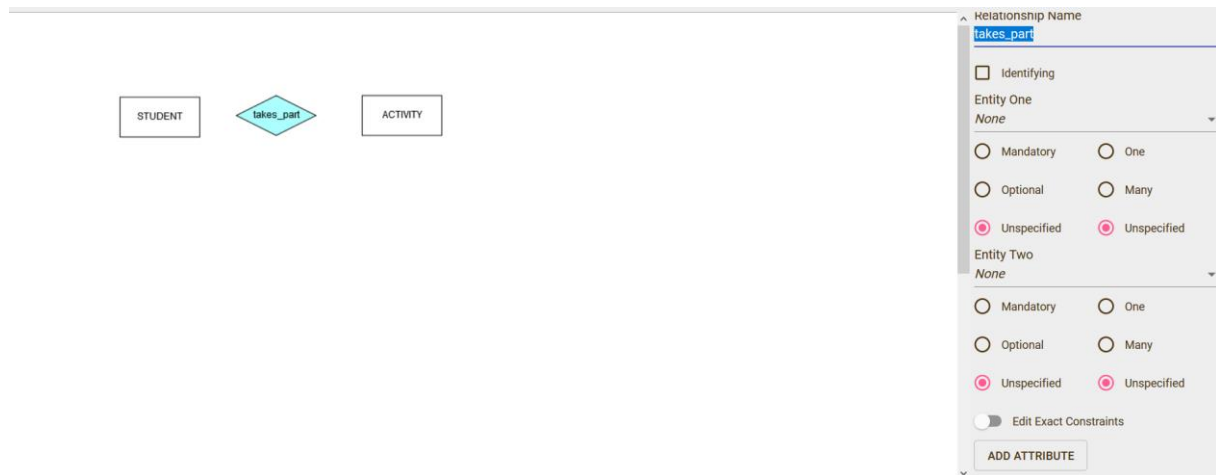 Relationship Name
takes_part
Identifying
Entity One
None
Mandatory One
Optional Many
Unspecified Unspecified
Entity Two
None
Mandatory One
Optional Many
Unspecified Unspecified
Edit Exact Constraints
ADD ATTRIBUTE
STUDENT takes_part ACTIVITY